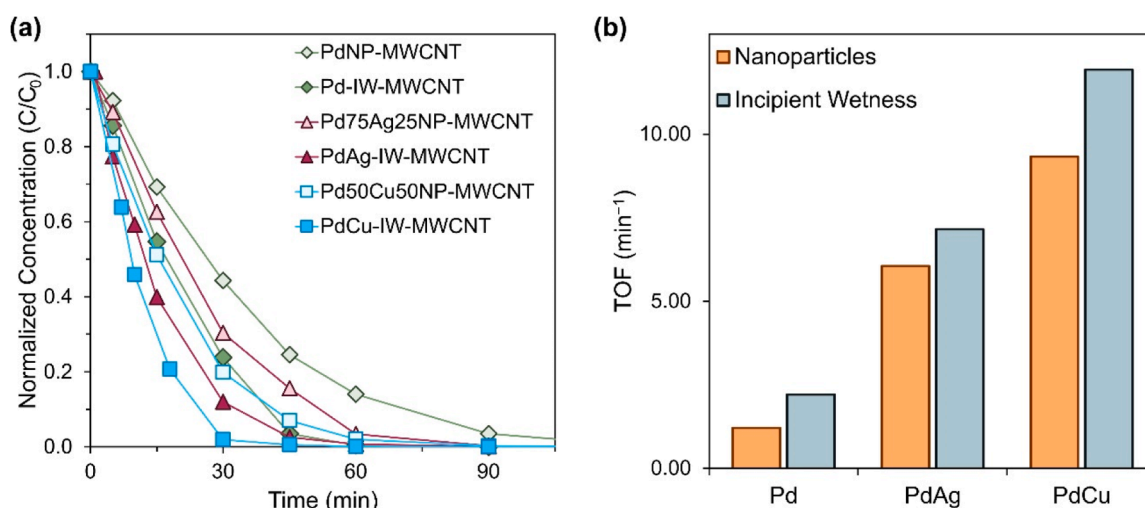 (a)
Normalized Concentration (C/C₀)
1.0
0.8
0.6
0.4
0.2
0.0
0
30
60
90
Time (min)
PdNP-MWCNT
Pd-IW-MWCNT
Pd75Ag25NP-MWCNT
PdAg-IW-MWCNT
Pd50Cu50NP-MWCNT
PdCu-IW-MWCNT
(b)
TOF (min⁻¹)
10.00
5.00
0.00
Nanoparticles
Incipient Wetness
Pd
PdAg
PdCu